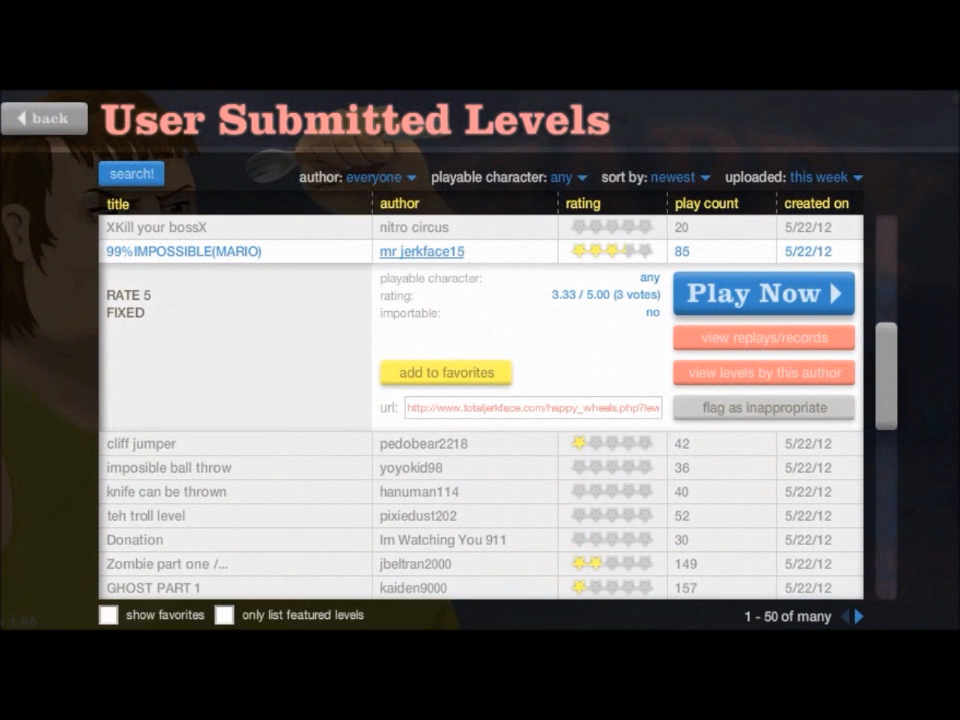 back
User Submitted Levels
search!
author: everyone playable character: any sort by: newest uploaded: this week
title author rating play count created on
XKill your bossX nitro circus 20 5/22/12
99%IMPOSSIBLE(MARIO) mr jerkface15 85 5/22/12
playable character: any
RATE 5 rating: 3.33 / 5.00 (3 votes) Play Now
FIXED importable: no
view replays/records
add to favorites view levels by this author
url: http://www.totaljerkface.com/happy_wheels.php?lev flag as inappropriate
cliff jumper pedobear2218 42 5/22/12
imposible ball throw yoyokid98 36 5/22/12
knife can be thrown hanuman114 40 5/22/12
teh troll level pixiedust202 52 5/22/12
Donation Im Watching You 911 30 5/22/12
Zombie part one /... jbeltran2000 149 5/22/12
GHOST PART 1 kaiden9000 157 5/22/12
show favorites only list featured levels 1 - 50 of many